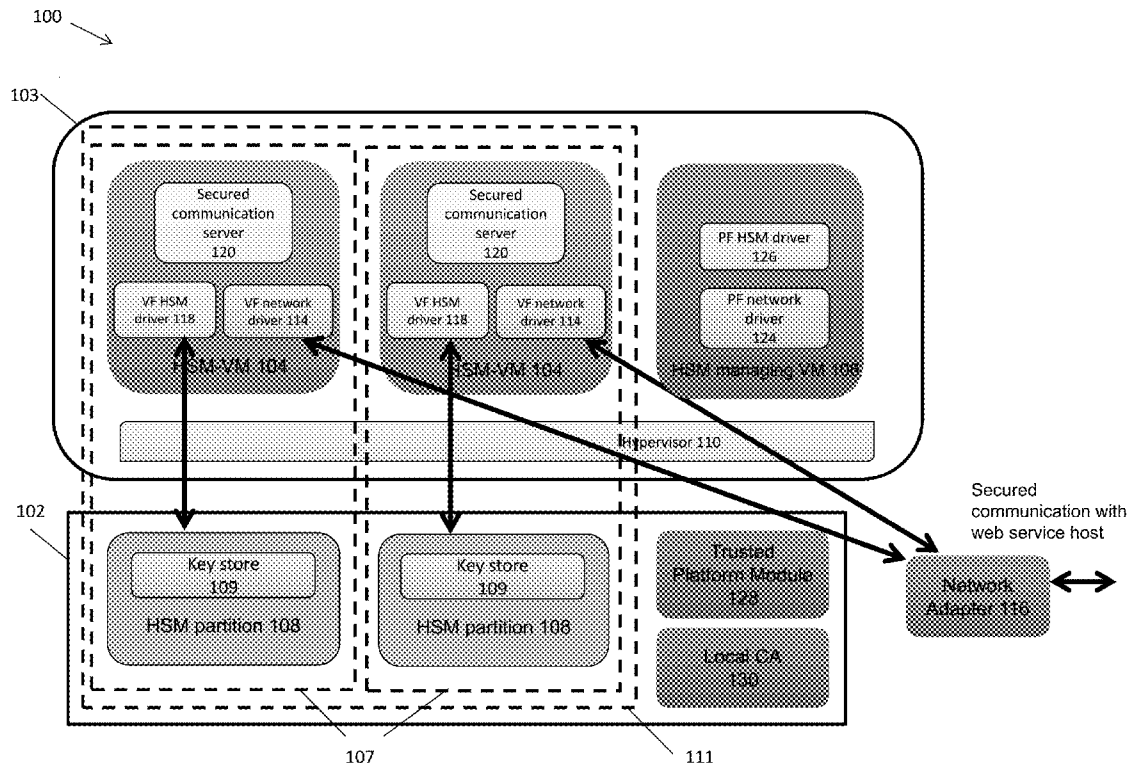 100
103
Secured
communication
server
120
Secured
communication
server
120
PF HSM driver
126
VF HSM
driver 118
VF network
driver 114
VF HSM
driver 118
VF network
driver 114
PF network
driver
124
HSM-VM 104
HSM-VM 104
HSM managing VM 106
Hypervisor 110
Secured
communication with
web service host
102
Key store
109
HSM partition 108
Key store
109
HSM partition 108
Trusted
Platform Module
128
Network
Adapter 116
Local CA
130
107
111